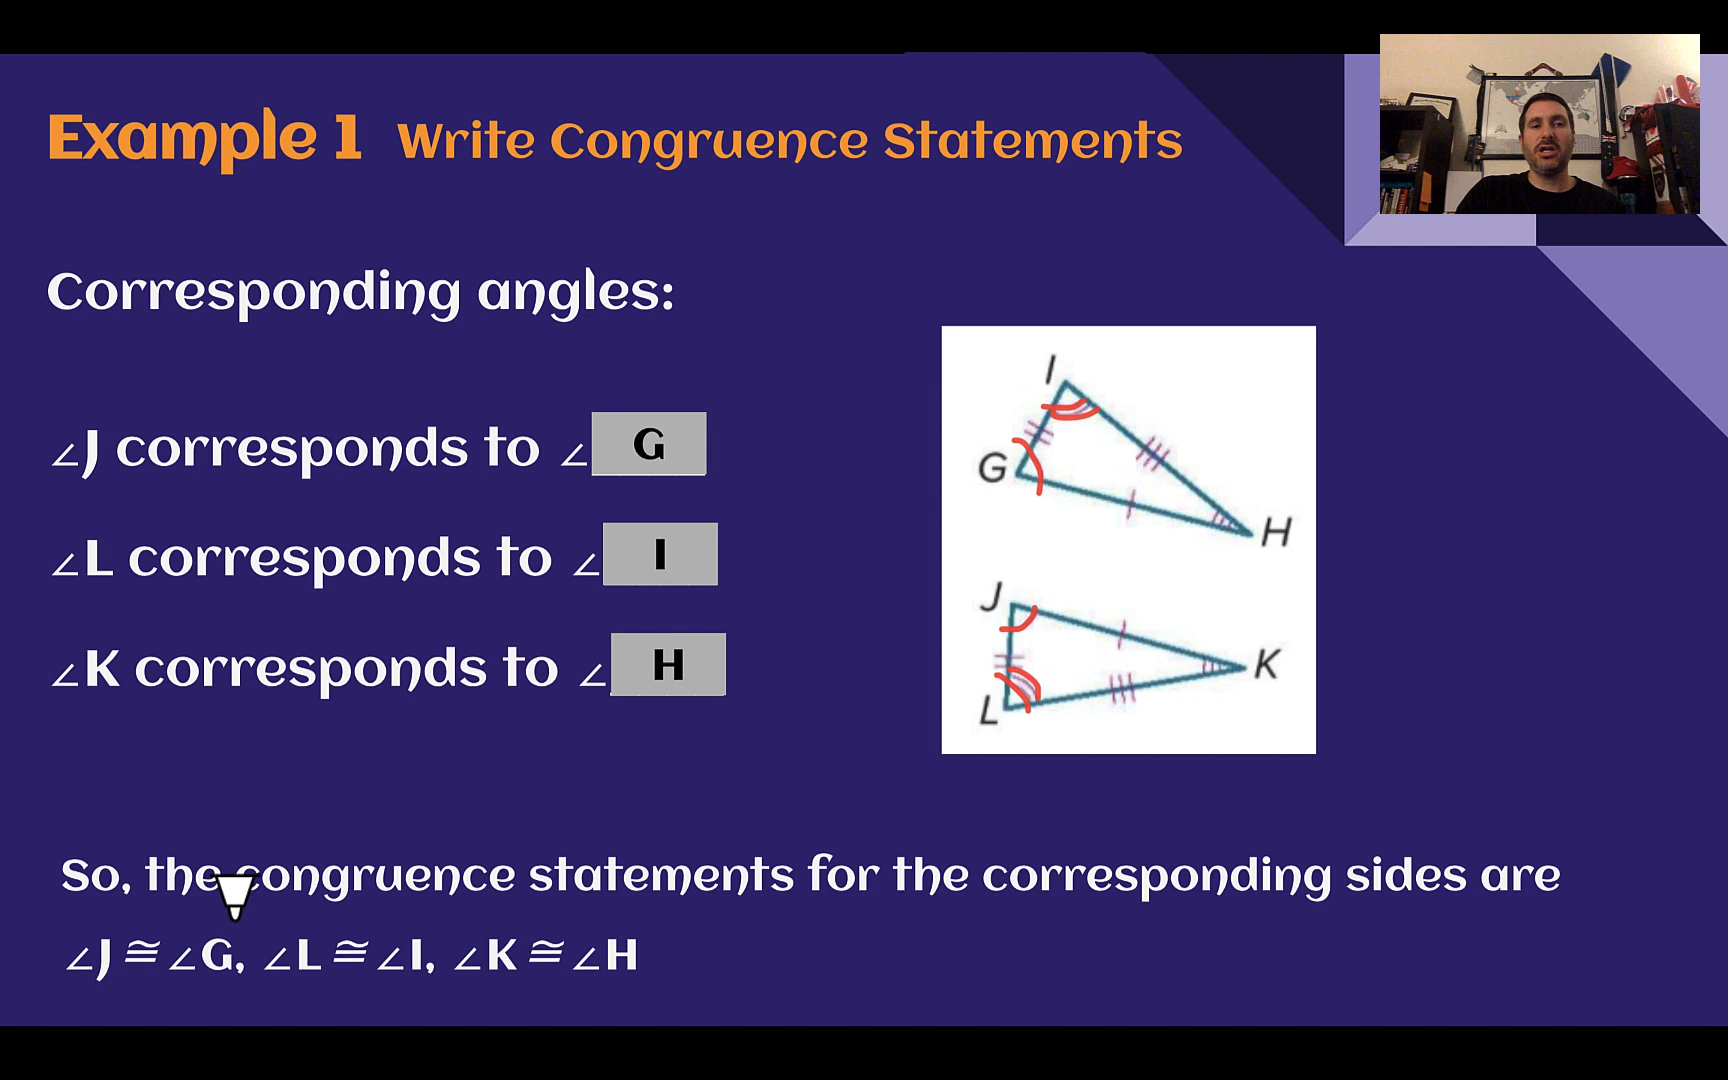 Example 1 Write Congruence Statements
Corresponding angles:
∠J corresponds to ∠ G
∠L corresponds to ∠ I
∠K corresponds to ∠ H
I
G
H
J
K
L
So, the congruence statements for the corresponding sides are
∠J ≅ ∠G, ∠L ≅ ∠I, ∠K ≅ ∠H